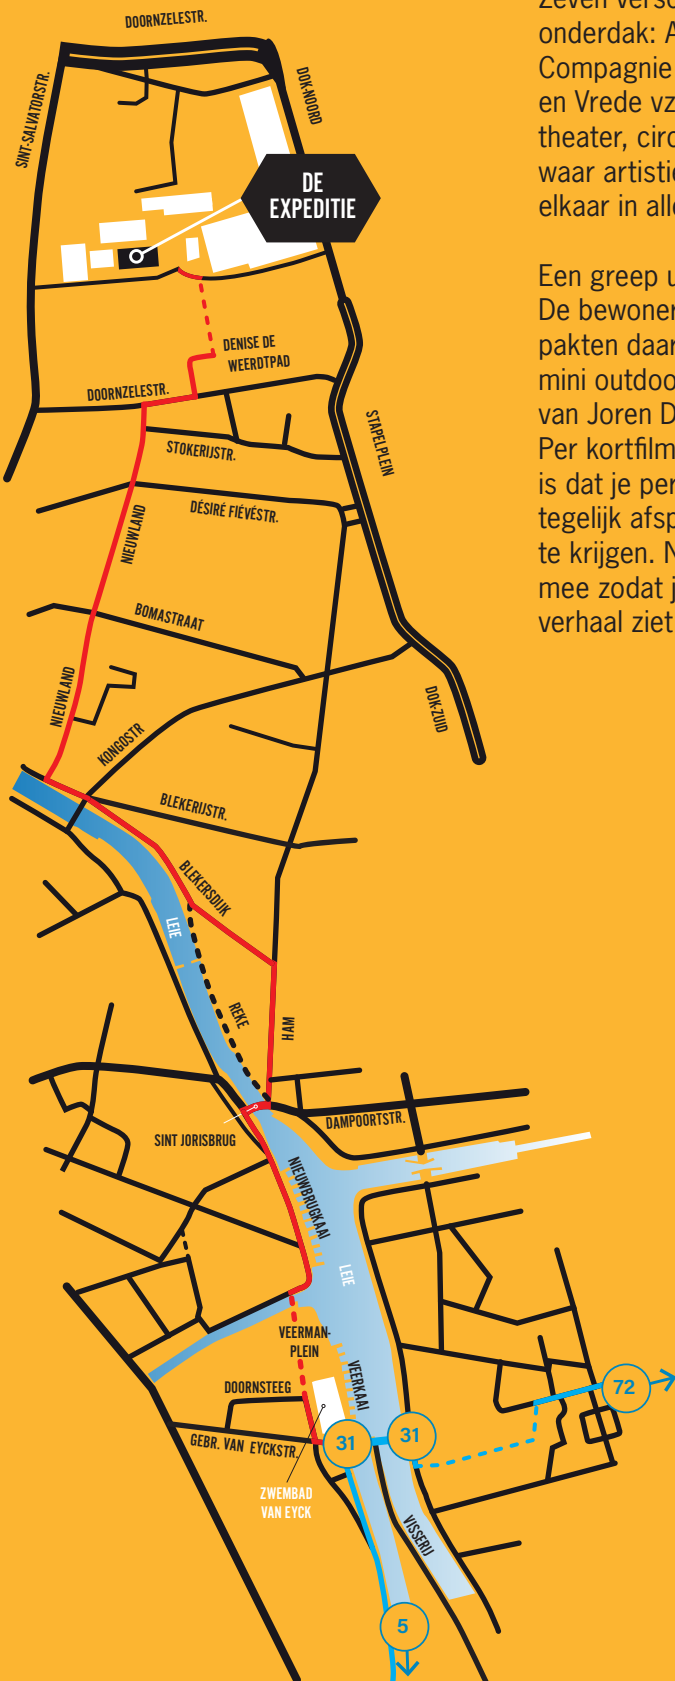 DOORNZELESTR.
SINT-SALVATORSTR.
DOK-NOORD
DE
EXPEDITIE
DENISE DE
WEERDTPAD
DOORNZELESTR.
STOKERIJSTR.
STAPELPLEIN
DÉSIRÉ FIÉVÉSTR.
NIEUWLAND
BOMASTRAAT
NIEUWLAND
DOK-ZUID
KONGOSTR
BLEKERIJSTR.
BLEKERSDIJK
LEIE
REKE
HAM
DAMPOORTSTR.
SINT JORISBRUG
NIEUWBRUGKAAI
LEIE
VEERMAN-
PLEIN
VEERKAAI
DOORNSTEEG
72
GEBR. VAN EYCKSTR.
31
31
ZWEMBAD
VAN EYCK
VISSERIJ
5
onderdak: A
Compagnie
en Vrede vz
theater, circ
waar artistie
elkaar in alle
Een greep u
De bewoner
pakten daar
mini outdoo
van Joren D
Per kortfilm
is dat je per
tegelijk afsp
te krijgen. N
mee zodat j
verhaal ziet